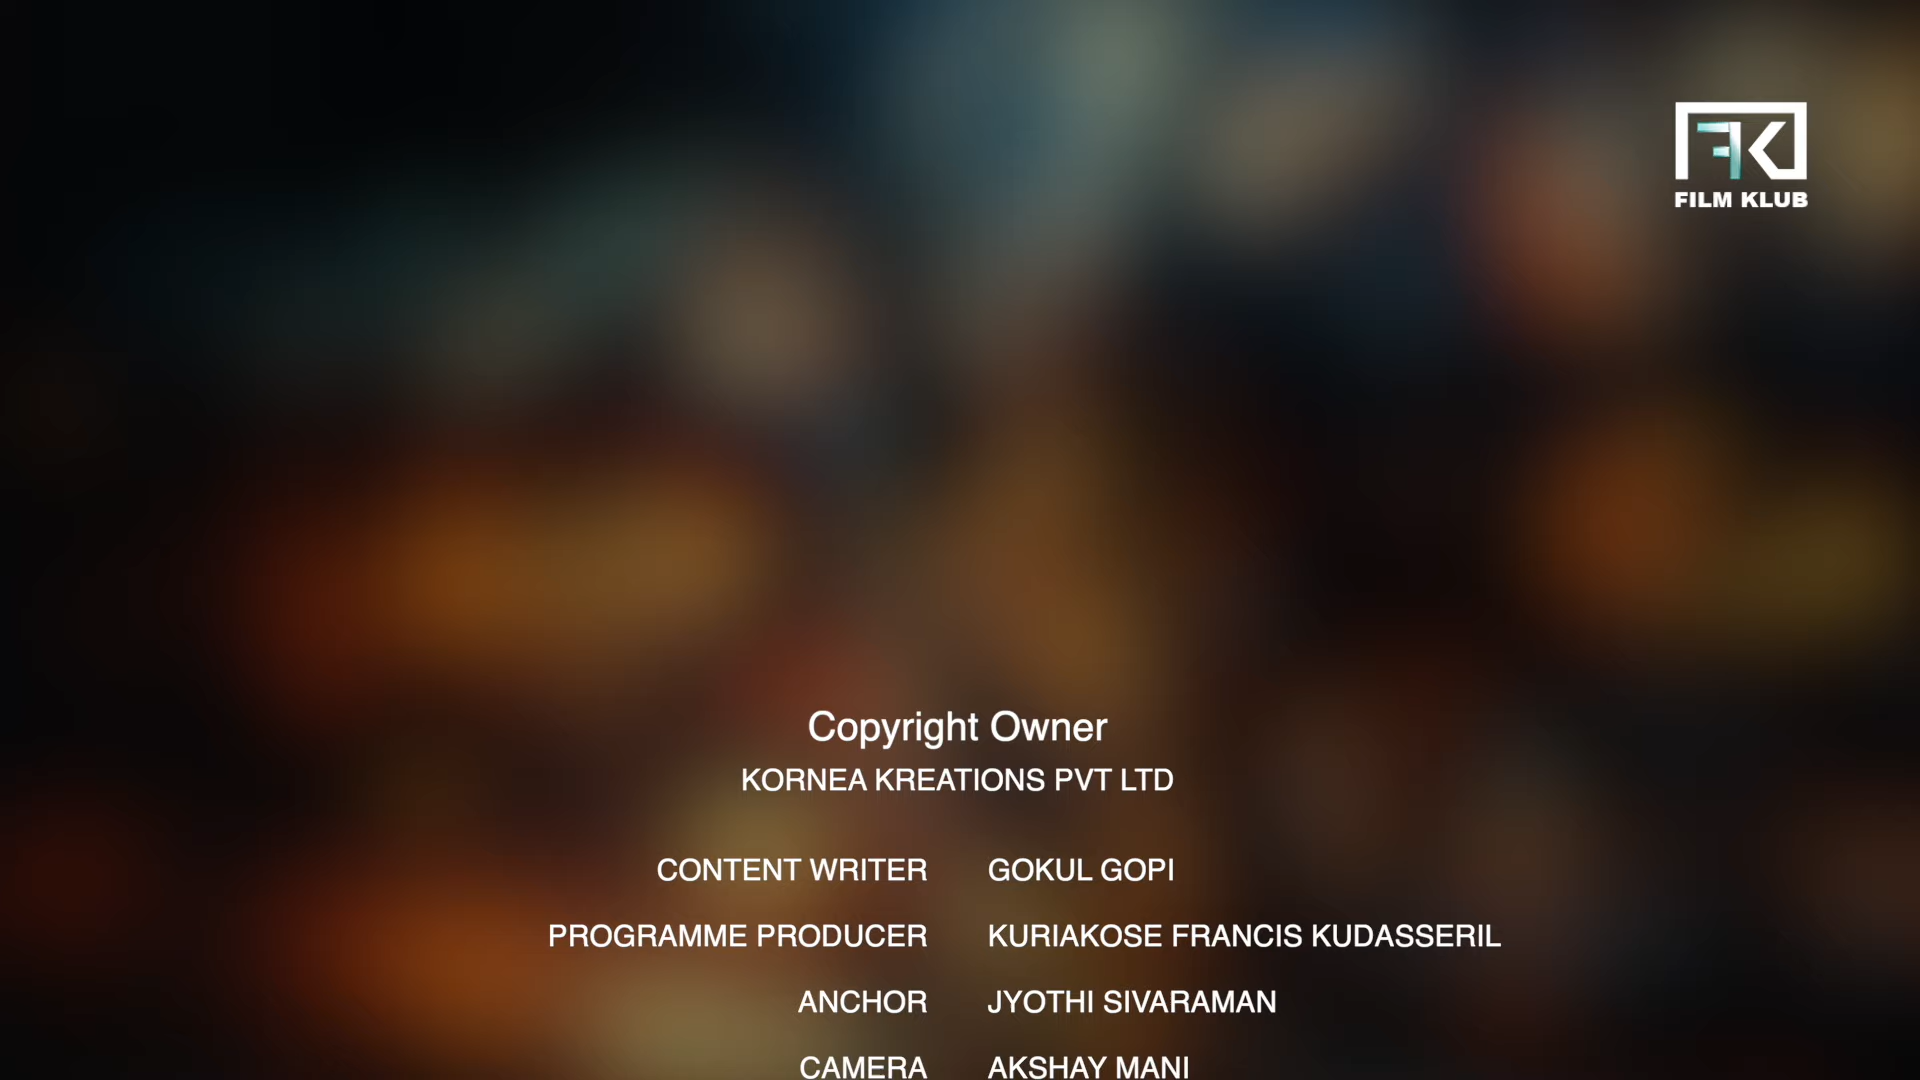 FK
FILM KLUB
Copyright Owner
KORNEA KREATIONS PVT LTD
CONTENT WRITER GOKUL GOPI
PROGRAMME PRODUCER KURIAKOSE FRANCIS KUDASSERIL
ANCHOR JYOTHI SIVARAMAN
CAMERA AKSHAY MANI